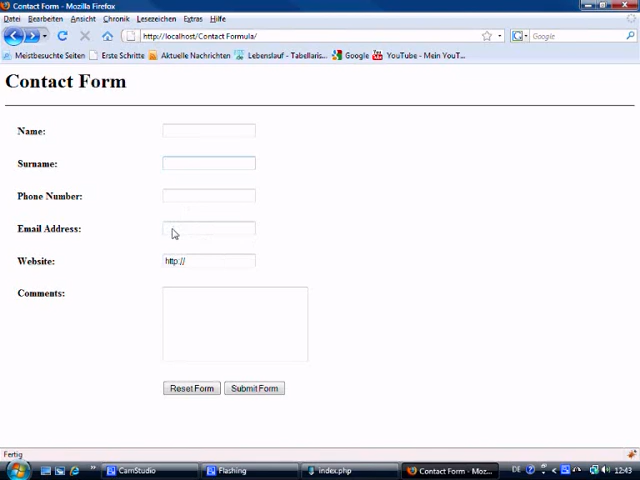 Contact Form - Mozilla Firefox
Datei Bearbeiten Ansicht Chronik Lesezeichen Extras Hilfe
http://localhost/Contact Formula/ Google
Meistbesuchte Seiten Erste Schritte Aktuelle Nachrichten Lebenslauf - Tabellaris... Google YouTube - Mein YouT...
Contact Form
Name:
Surname:
Phone Number:
Email Address:
Website: http://
Comments:
Reset Form Submit Form
Fertig
» CamStudio Flashing index.php Contact Form - Moz... DE 12:43